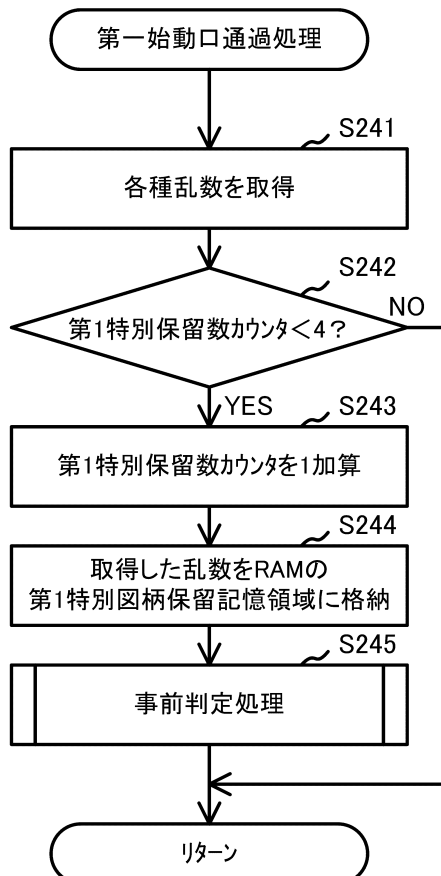 第一始動口通過処理
S241
各種乱数を取得
S242
第1特別保留数カウンタ<4?
NO
YES
S243
第1特別保留数カウンタを1加算
S244
取得した乱数をRAMの
第1特別図柄保留記憶領域に格納
S245
事前判定処理
リターン